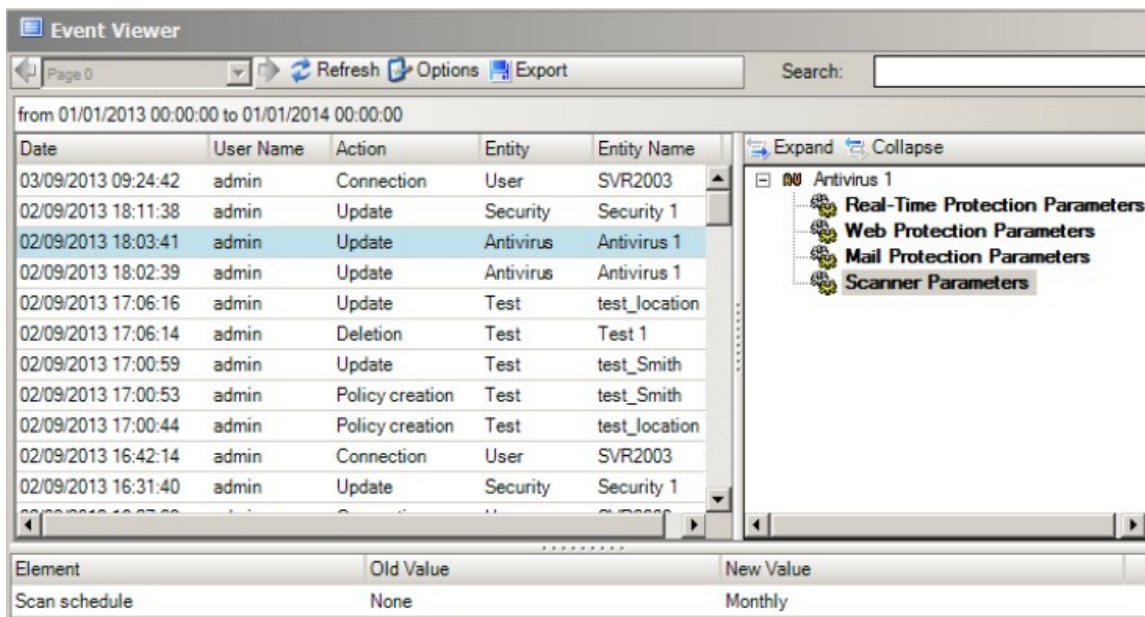 Event Viewer
Page 0 Refresh Options Export Search:
from 01/01/2013 00:00:00 to 01/01/2014 00:00:00
Date User Name Action Entity Entity Name
03/09/2013 09:24:42 admin Connection User SVR2003
02/09/2013 18:11:38 admin Update Security Security 1
02/09/2013 18:03:41 admin Update Antivirus Antivirus 1
02/09/2013 18:02:39 admin Update Antivirus Antivirus 1
02/09/2013 17:06:16 admin Update Test test_location
02/09/2013 17:06:14 admin Deletion Test Test 1
02/09/2013 17:00:59 admin Update Test test_Smith
02/09/2013 17:00:53 admin Policy creation Test test_Smith
02/09/2013 17:00:44 admin Policy creation Test test_location
02/09/2013 16:42:14 admin Connection User SVR2003
02/09/2013 16:31:40 admin Update Security Security 1
Expand Collapse
Antivirus 1
Real-Time Protection Parameters
Web Protection Parameters
Mail Protection Parameters
Scanner Parameters
Element Old Value New Value
Scan schedule None Monthly